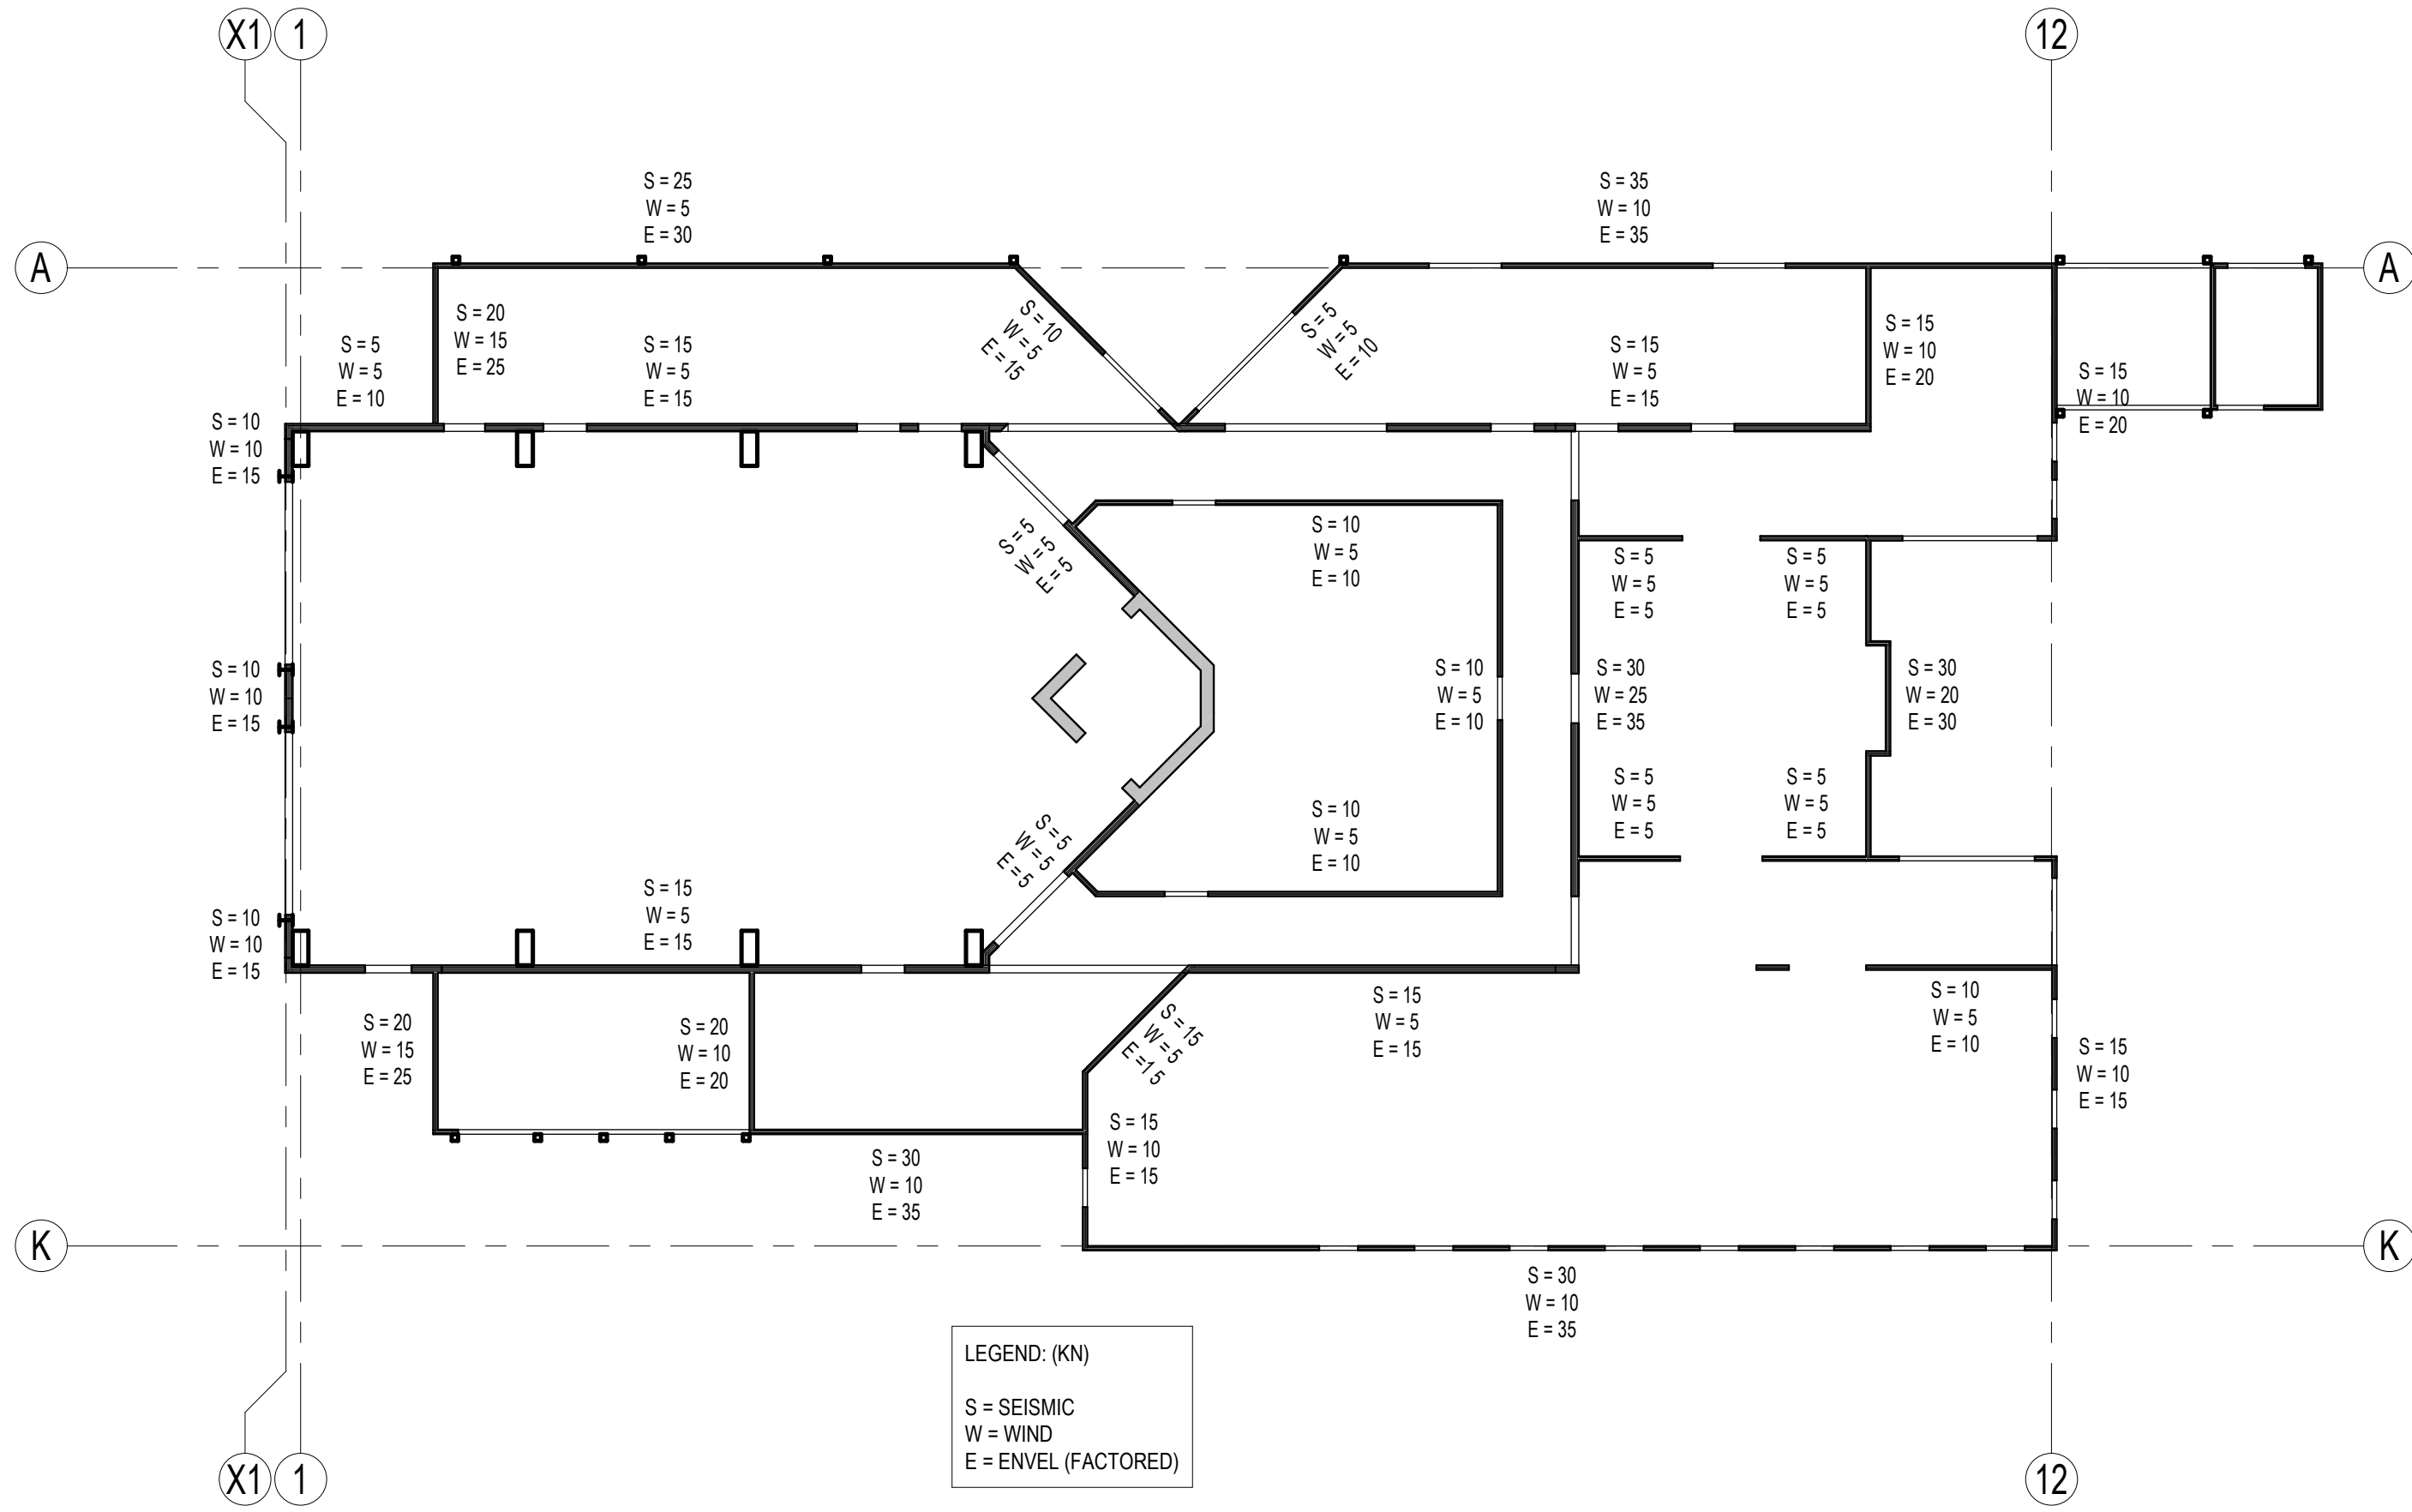 X1
1
12
S = 25
W = 5
E = 30
S = 35
W = 10
E = 35
A
A
S = 5
W = 5
E = 10
S = 20
W = 15
E = 25
S = 15
W = 5
E = 15
S = 10
W = 5
E = 15
S = 5
W = 5
E = 10
S = 15
W = 5
E = 15
S = 15
W = 10
E = 20
S = 15
W = 10
E = 20
S = 10
W = 10
E = 15
S = 5
W = 5
E = 5
S = 10
W = 5
E = 10
S = 5
W = 5
E = 5
S = 5
W = 5
E = 5
S = 10
W = 10
E = 15
S = 10
W = 5
E = 10
S = 30
W = 25
E = 35
S = 30
W = 20
E = 30
S = 5
W = 5
E = 5
S = 10
W = 5
E = 10
S = 5
W = 5
E = 5
S = 5
W = 5
E = 5
S = 10
W = 10
E = 15
S = 15
W = 5
E = 15
S = 20
W = 15
E = 25
S = 20
W = 10
E = 20
S = 15
W = 5
E =15
S = 15
W = 5
E = 15
S = 10
W = 5
E = 10
S = 15
W = 10
E = 15
S = 15
W = 10
E = 15
S = 30
W = 10
E = 35
K
K
S = 30
W = 10
E = 35
LEGEND: (KN)
S = SEISMIC
W = WIND
E = ENVEL (FACTORED)
X1
1
12